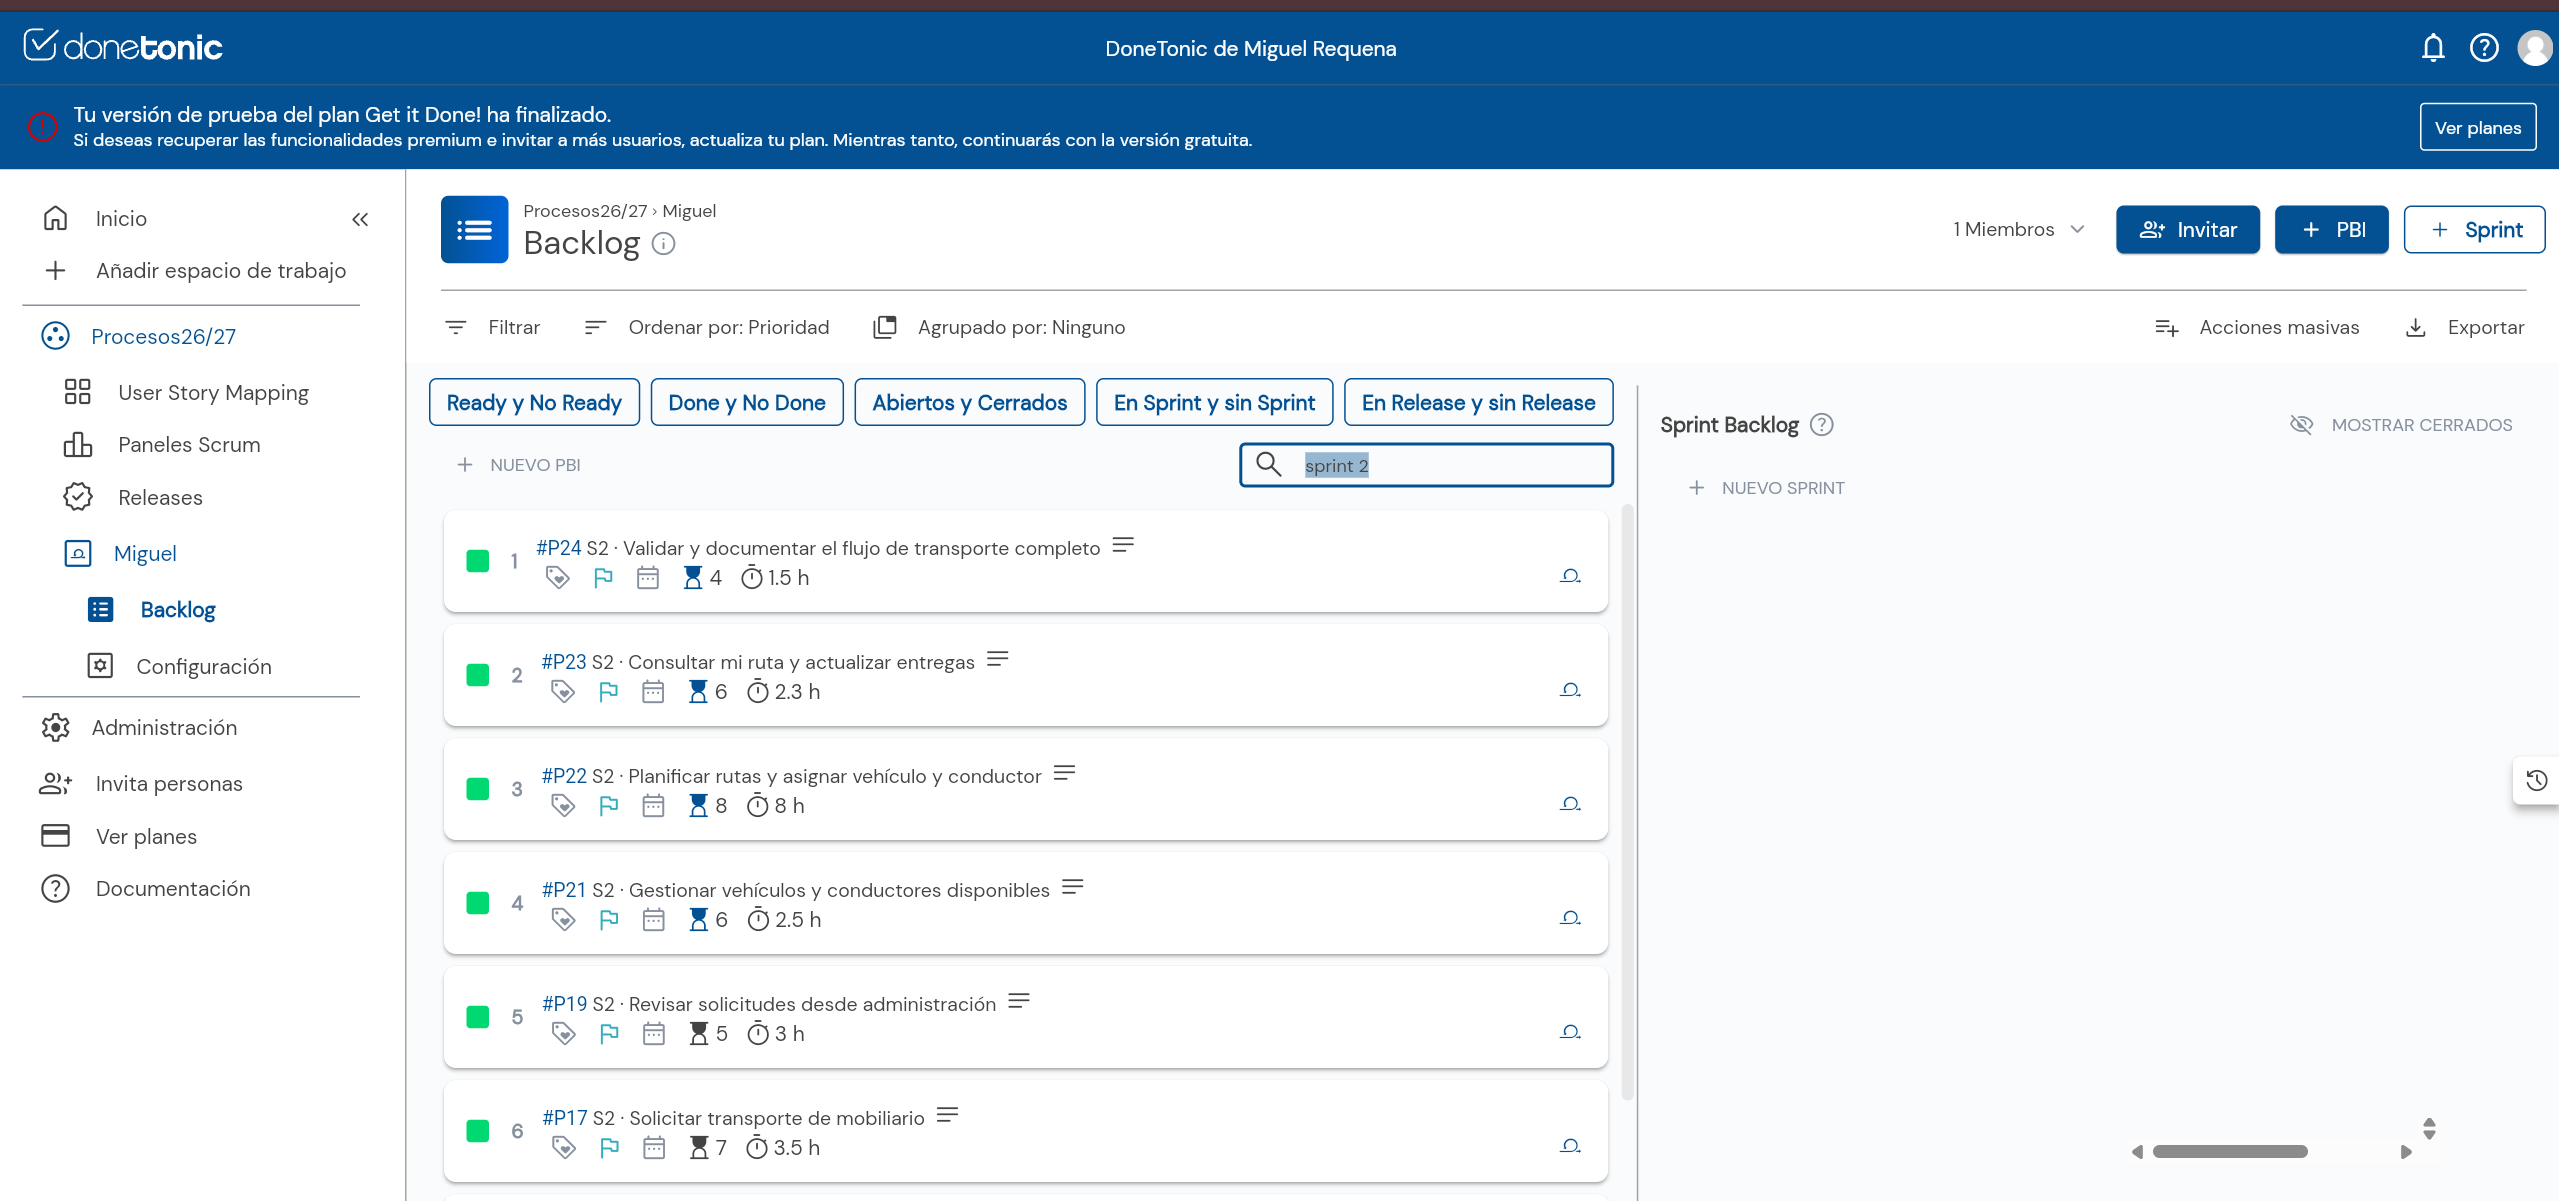 donetonic
DoneTonic de Miguel Requena
Tu versión de prueba del plan Get it Done! ha finalizado.
Si deseas recuperar las funcionalidades premium e invitar a más usuarios, actualiza tu plan. Mientras tanto, continuarás con la versión gratuita.
Ver planes
Inicio
Añadir espacio de trabajo
Procesos26/27
User Story Mapping
Paneles Scrum
Releases
Miguel
Backlog
Configuración
Administración
Invita personas
Ver planes
Documentación
Procesos26/27 › Miguel
Backlog
1 Miembros
Invitar
+ PBI
+ Sprint
Filtrar
Ordenar por: Prioridad
Agrupado por: Ninguno
Acciones masivas
Exportar
Ready y No Ready
Done y No Done
Abiertos y Cerrados
En Sprint y sin Sprint
En Release y sin Release
+ NUEVO PBI
sprint 2
1 #P24 S2 · Validar y documentar el flujo de transporte completo
4 1.5 h
2 #P23 S2 · Consultar mi ruta y actualizar entregas
6 2.3 h
3 #P22 S2 · Planificar rutas y asignar vehículo y conductor
8 8 h
4 #P21 S2 · Gestionar vehículos y conductores disponibles
6 2.5 h
5 #P19 S2 · Revisar solicitudes desde administración
5 3 h
6 #P17 S2 · Solicitar transporte de mobiliario
7 3.5 h
Sprint Backlog
MOSTRAR CERRADOS
+ NUEVO SPRINT